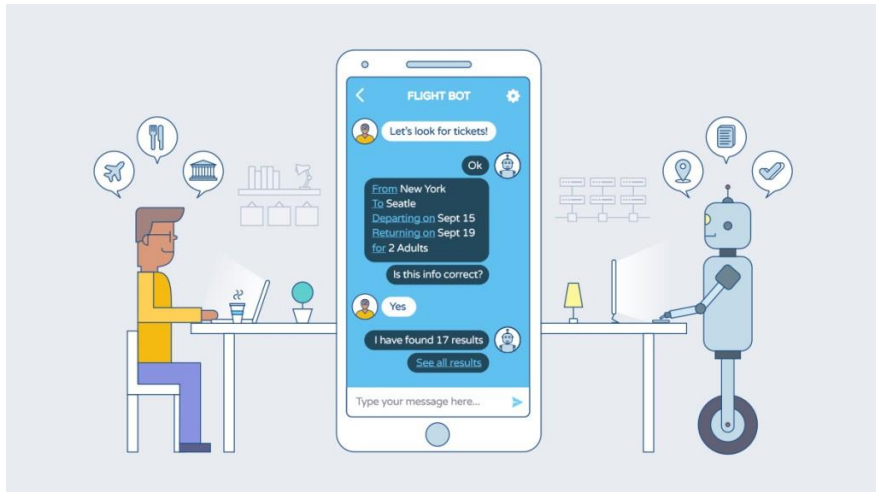 FLIGHT BOT
Let's look for tickets!
Ok
From New York
To Seatle
Departing on Sept 15
Returning on Sept 19
for 2 Adults
Is this info correct?
Yes
I have found 17 results
See all results
Type your message here...